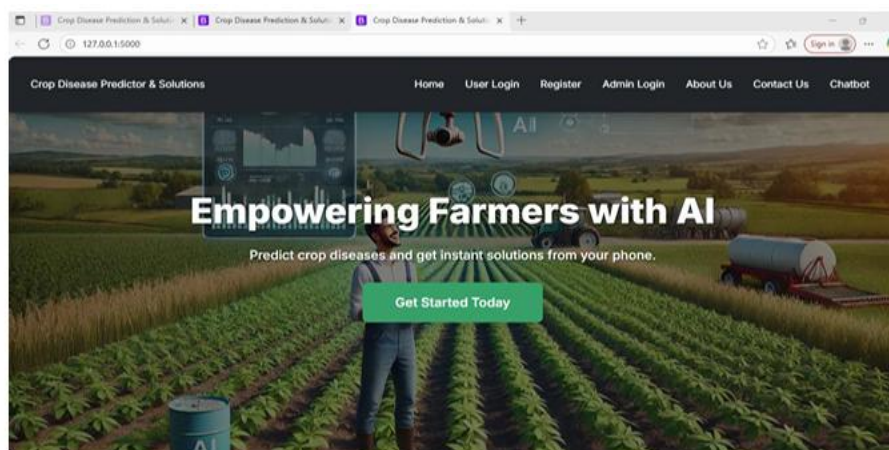 Crop Disease Prediction & Soluti
Crop Disease Prediction & Soluti
Crop Disease Prediction & Soluti
127.0.0.1:5000
Sign in
Crop Disease Predictor & Solutions
Home User Login Register Admin Login About Us Contact Us Chatbot
AII
Empowering Farmers with AI
Predict crop diseases and get instant solutions from your phone.
Get Started Today
AI